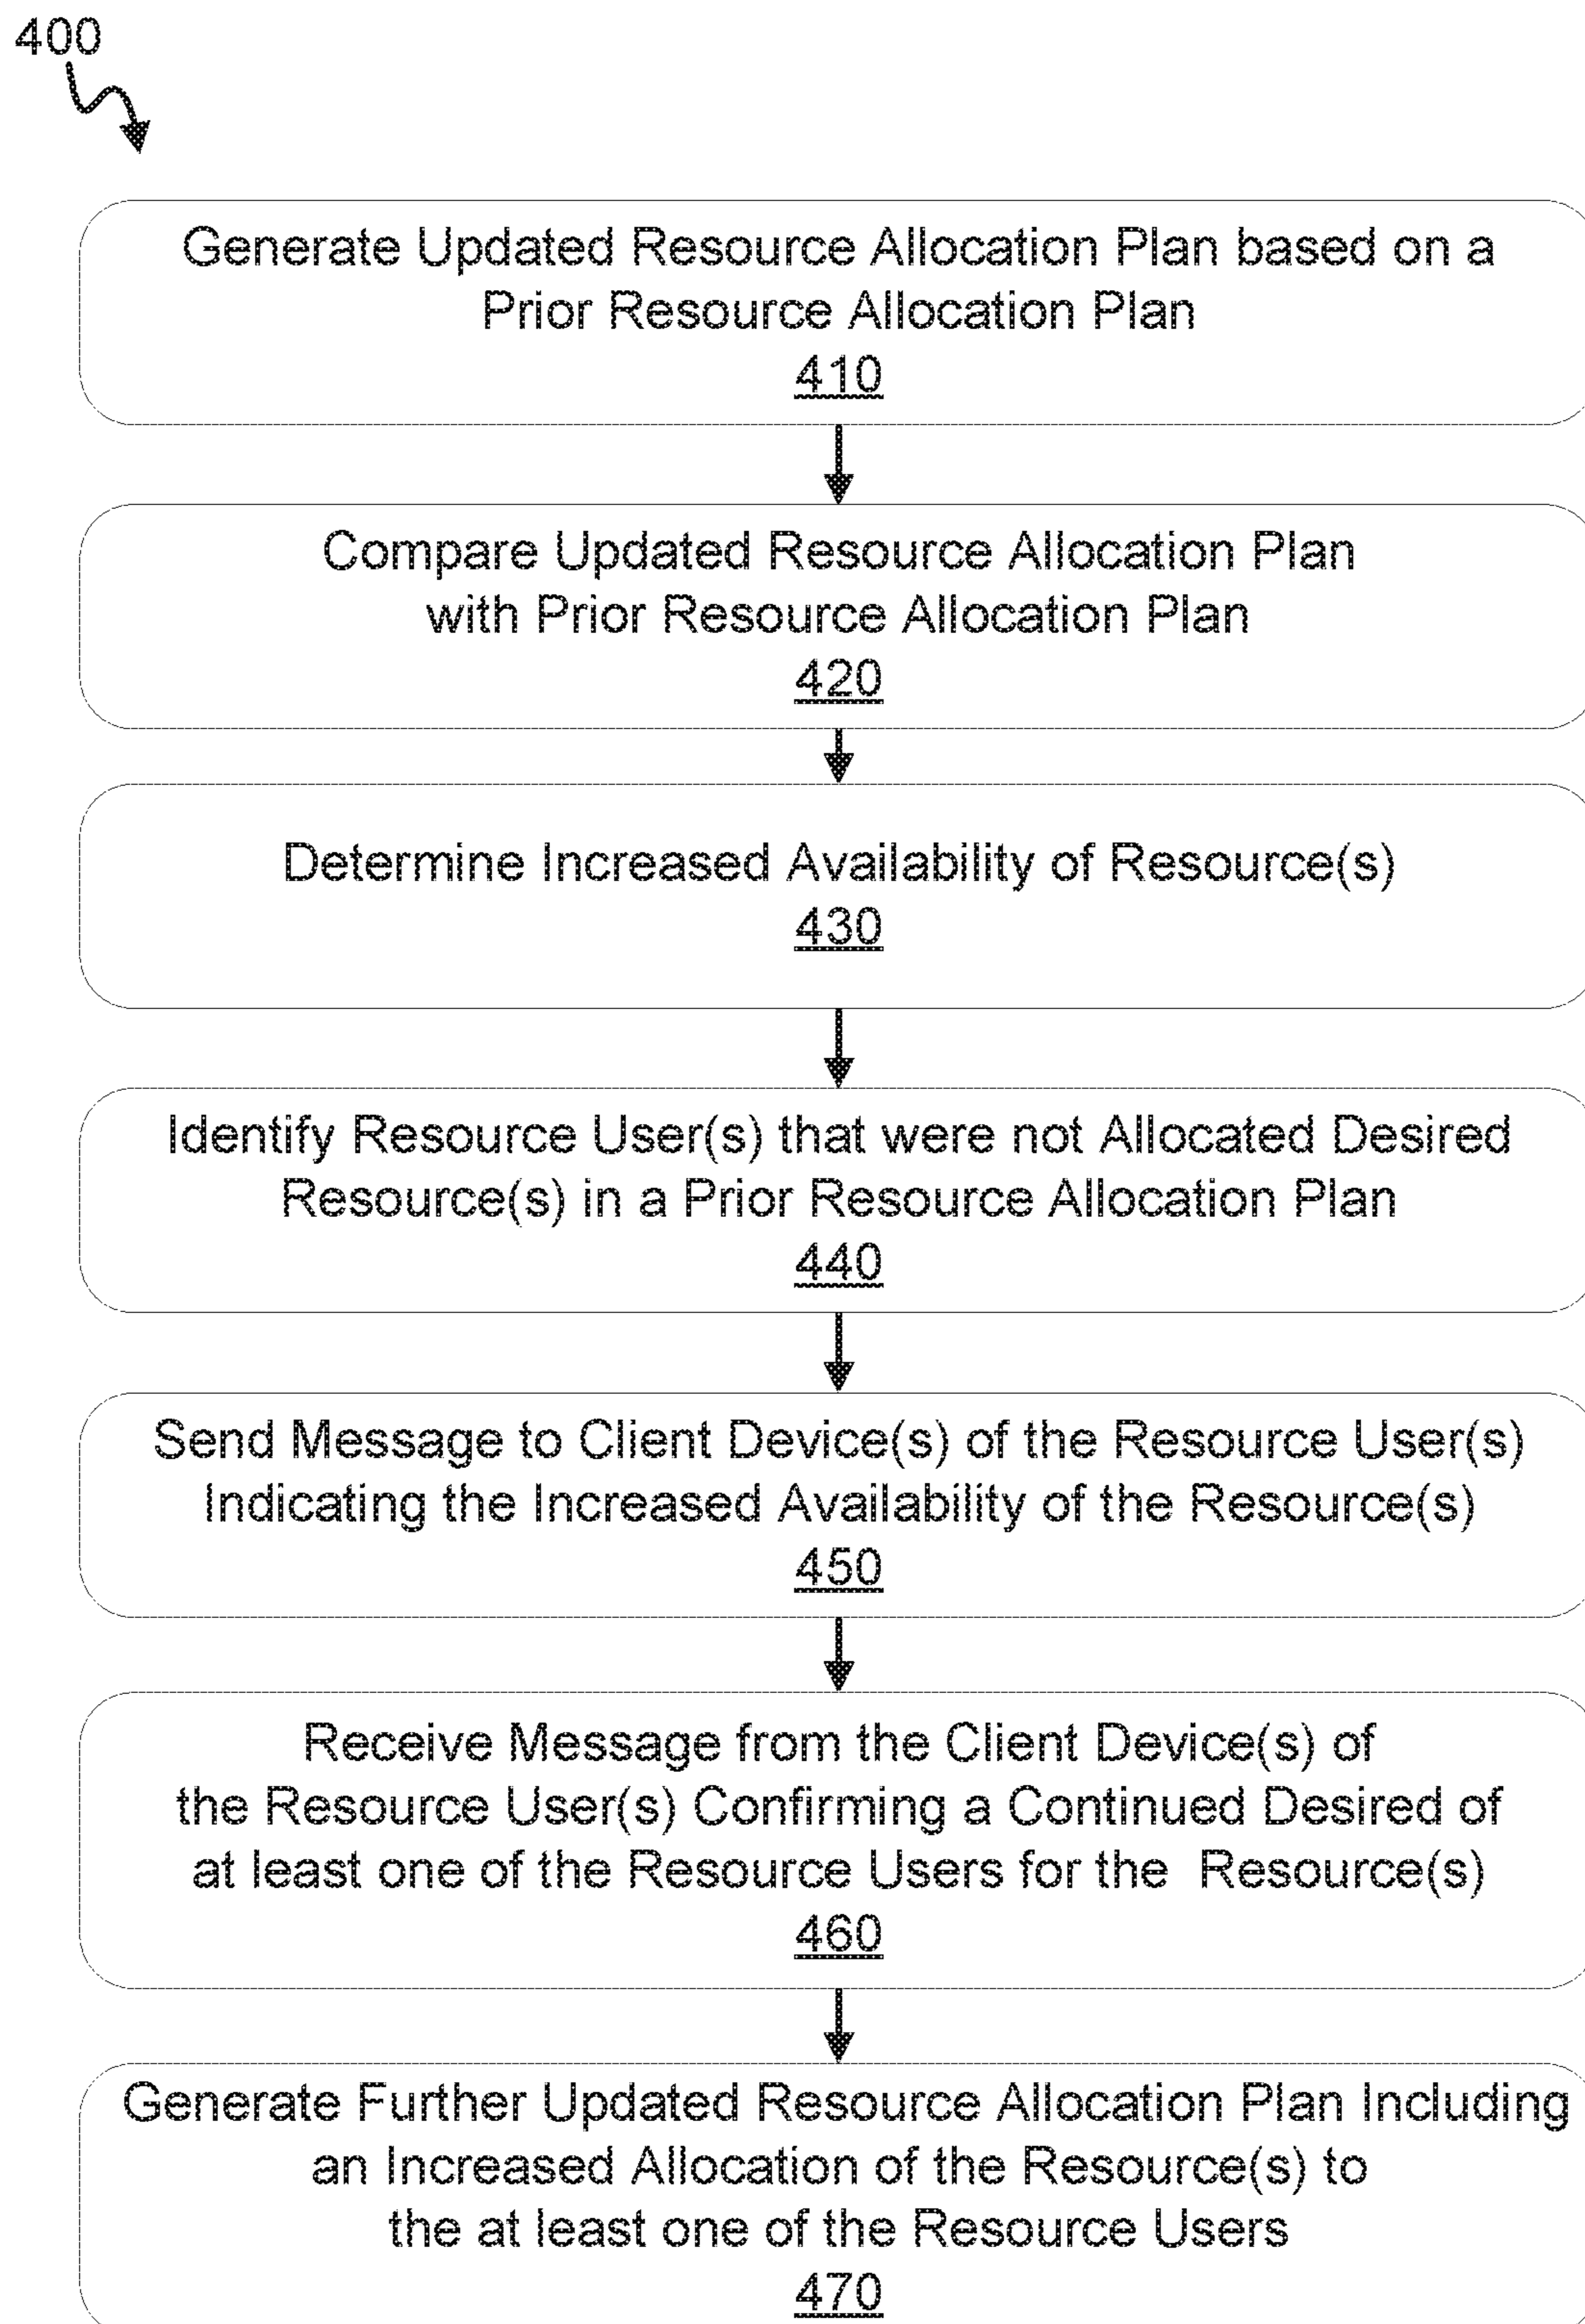 400
Generate Updated Resource Allocation Plan based on a
Prior Resource Allocation Plan
410
Compare Updated Resource Allocation Plan
with Prior Resource Allocation Plan
420
Determine Increased Availability of Resource(s)
430
Identify Resource User(s) that were not Allocated Desired
Resource(s) in a Prior Resource Allocation Plan
440
Send Message to Client Device(s) of the Resource User(s)
Indicating the Increased Availability of the Resource(s)
450
Receive Message from the Client Device(s) of
the Resource User(s) Confirming a Continued Desired of
at least one of the Resource Users for the Resource(s)
460
Generate Further Updated Resource Allocation Plan Including
an Increased Allocation of the Resource(s) to
the at least one of the Resource Users
470